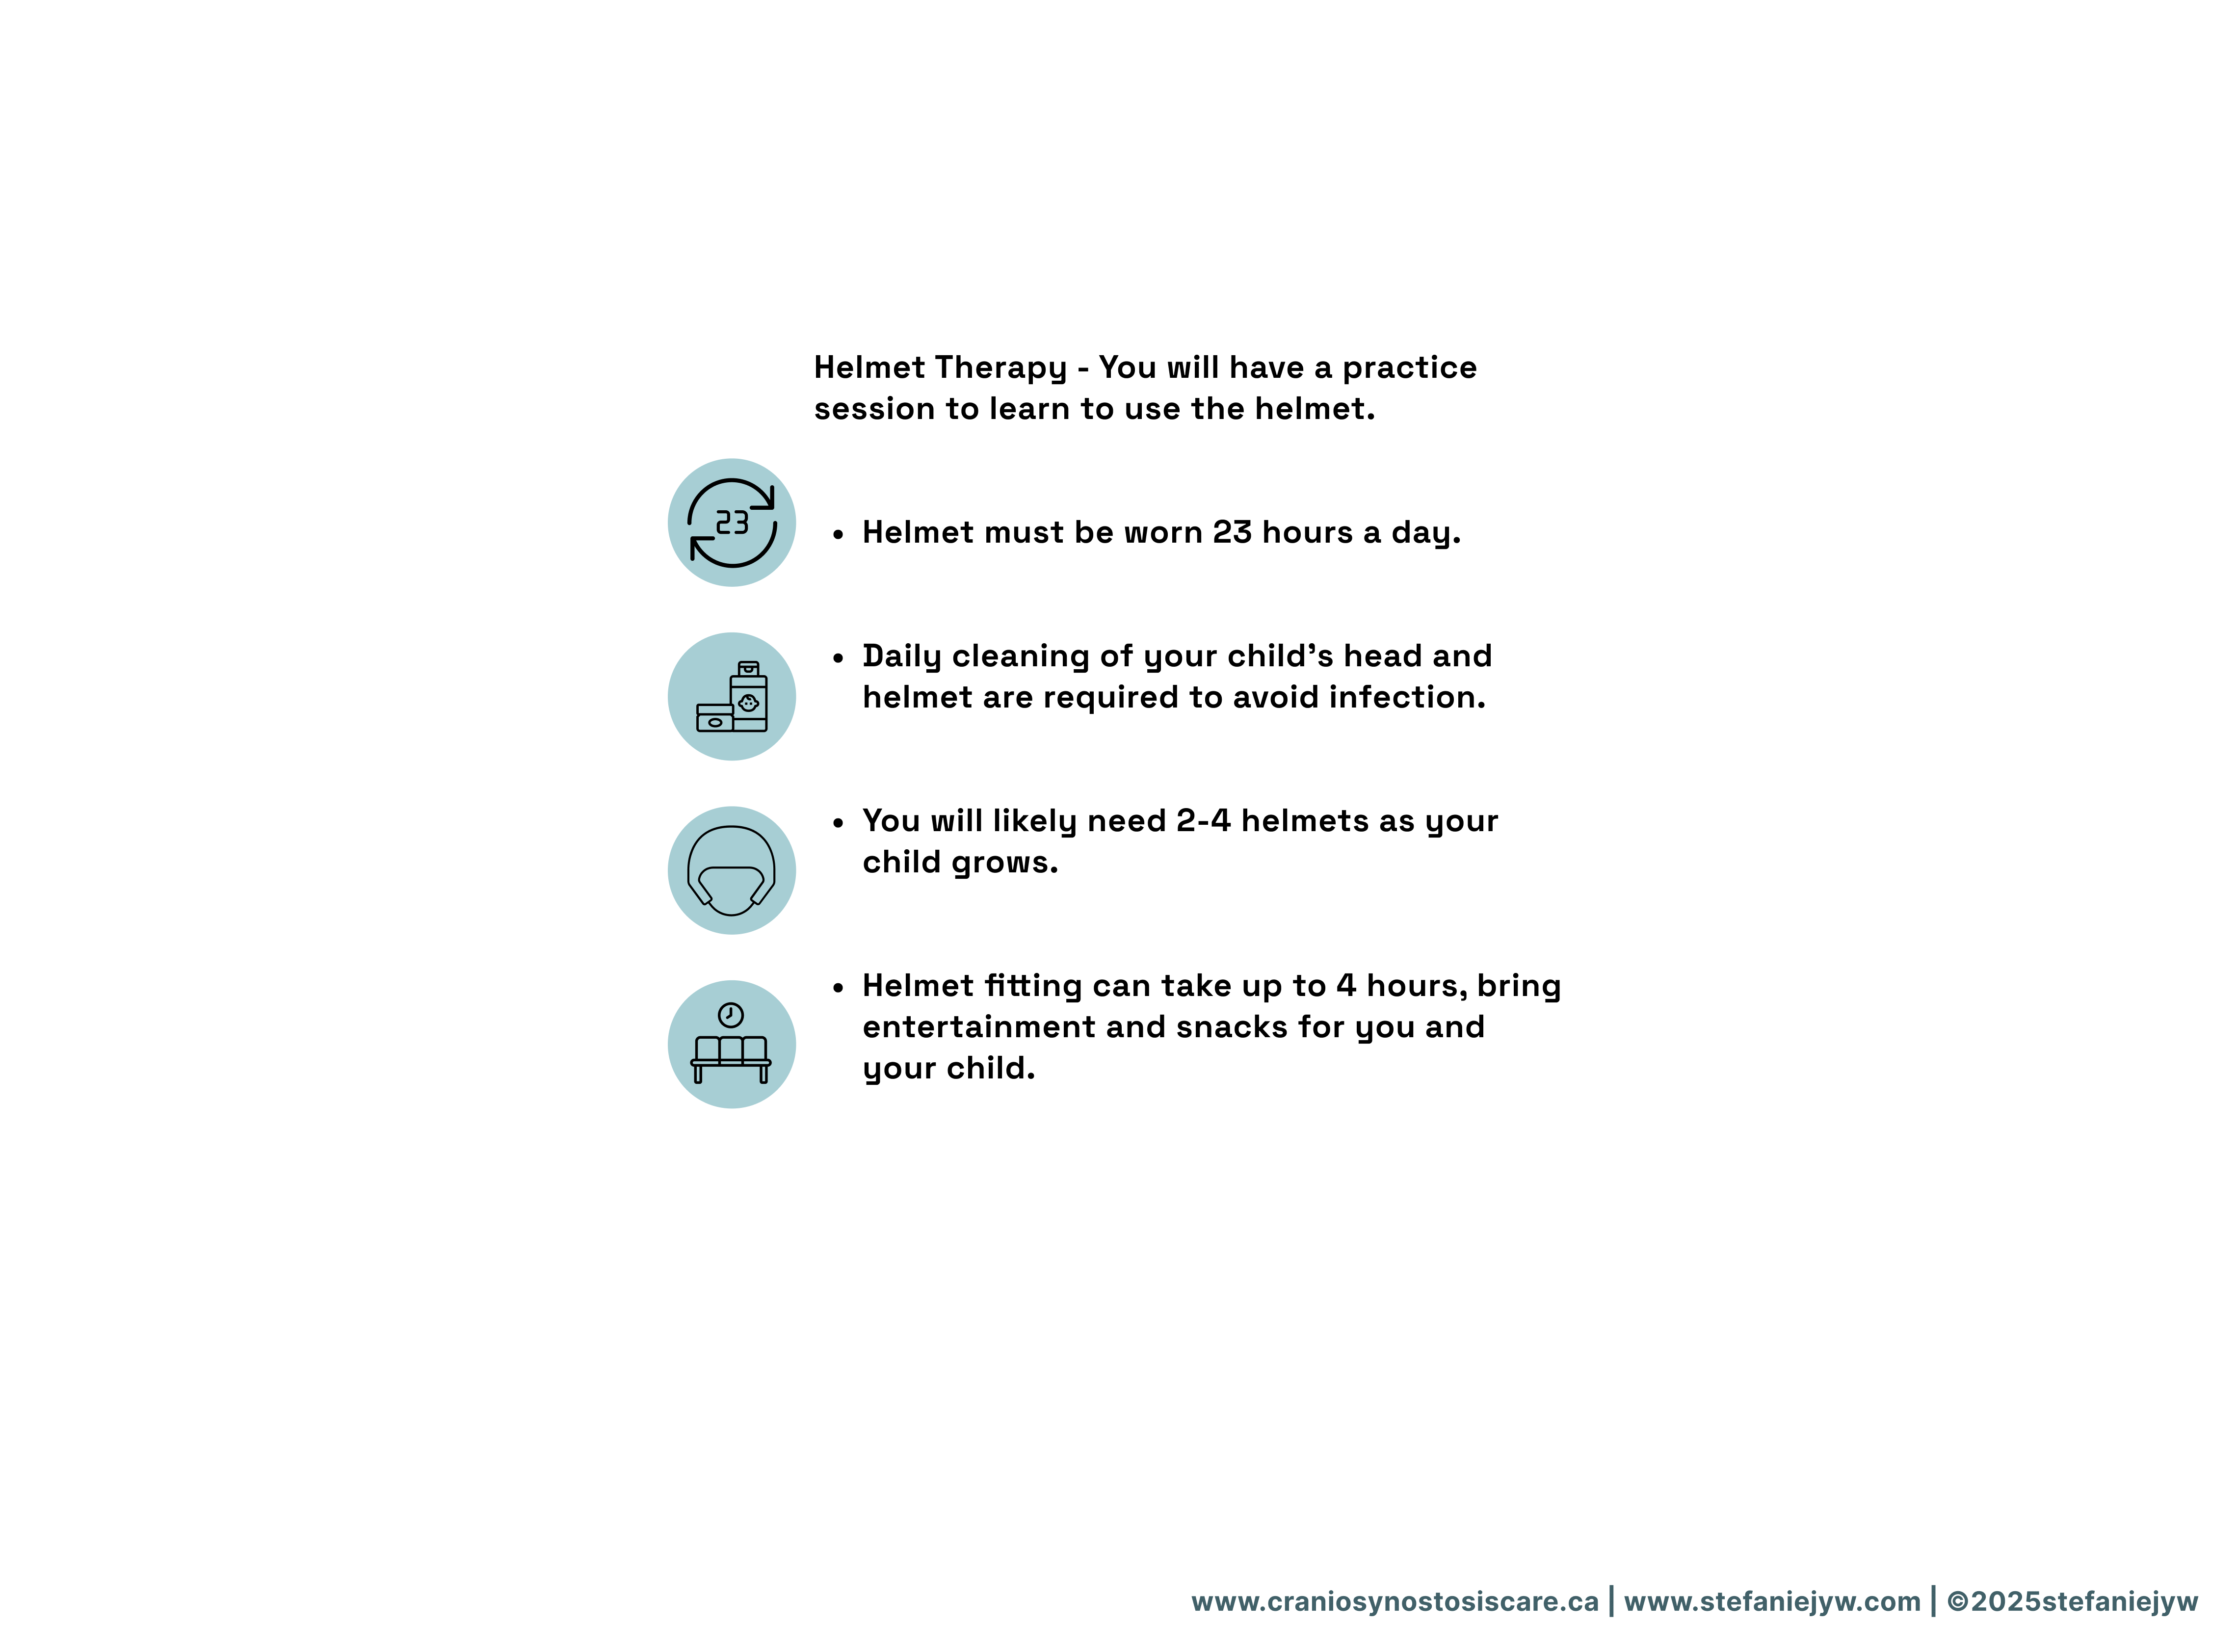 Helmet Therapy - You will have a practice
session to learn to use the helmet.
23
• Helmet must be worn 23 hours a day.
• Daily cleaning of your child’s head and
helmet are required to avoid infection.
• You will likely need 2-4 helmets as your
child grows.
• Helmet fitting can take up to 4 hours, bring
entertainment and snacks for you and
your child.
www.craniosynostosiscare.ca | www.stefaniejyw.com | ©2025stefaniejyw